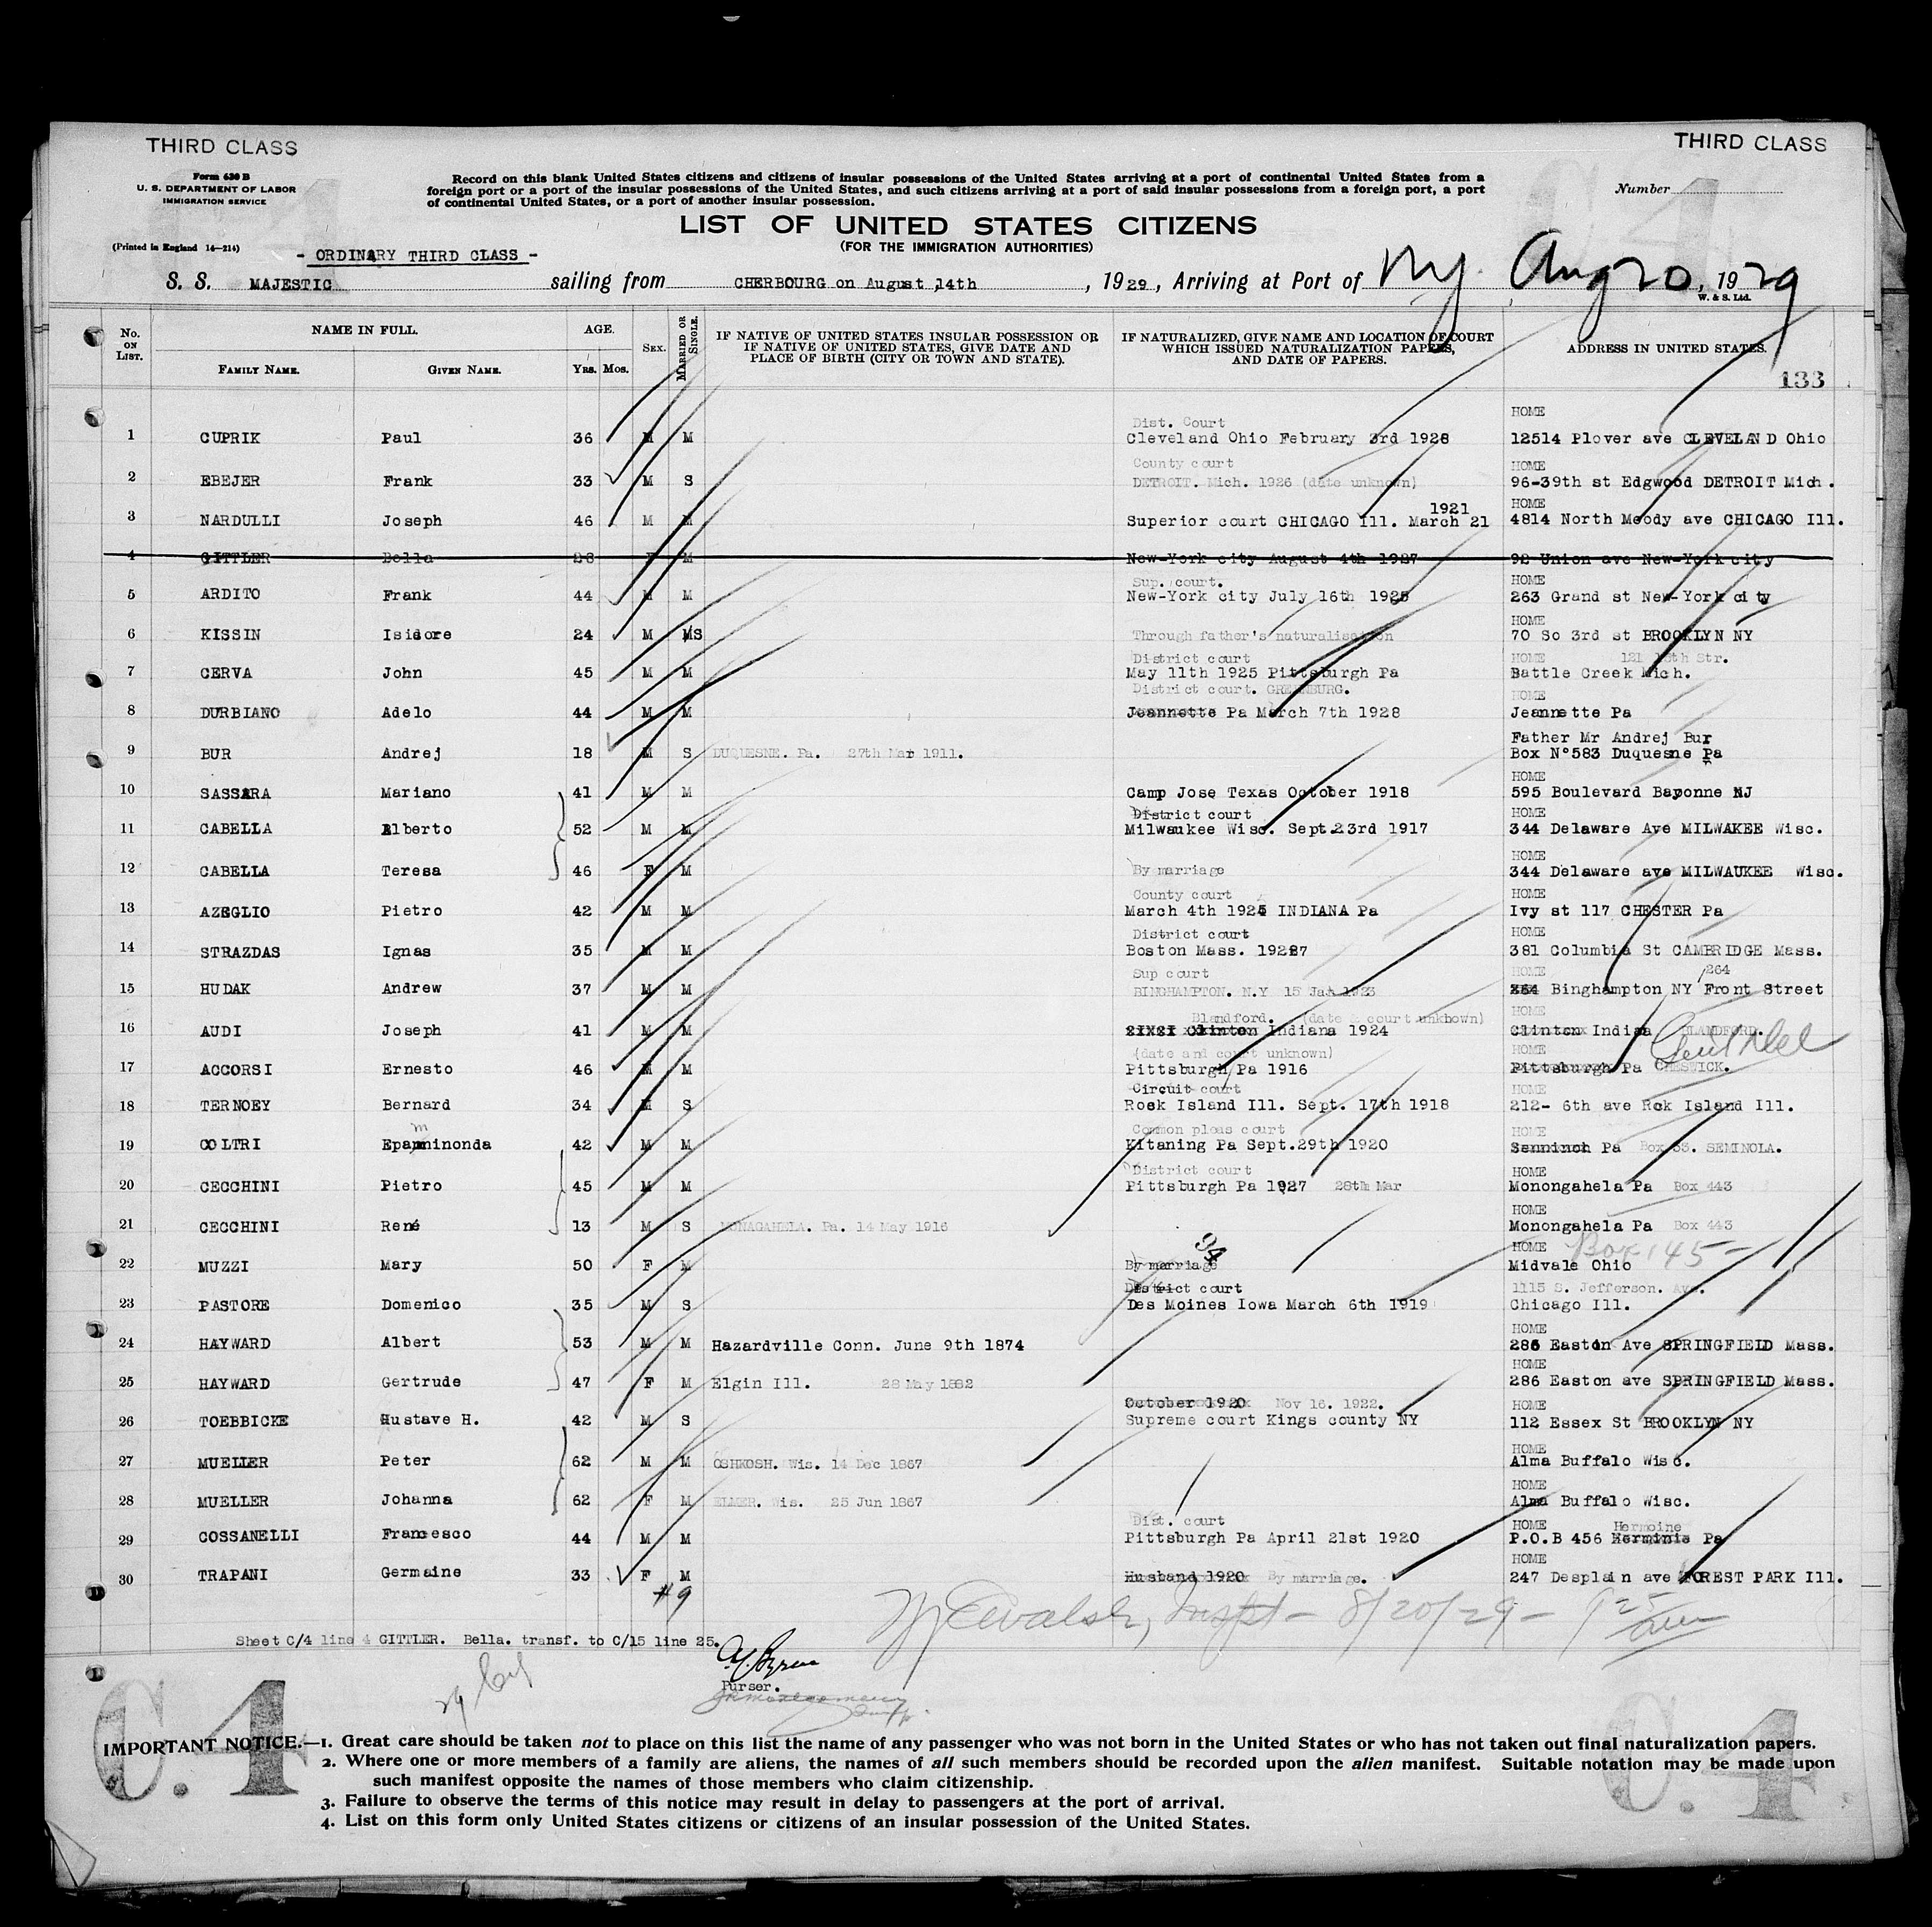 THIRD CLASS
THIRD CLASS
Form 630 B
U. S. DEPARTMENT OF LABOR
IMMIGRATION SERVICE
(Printed in England 14—214)
Record on this blank United States citizens and citizens of insular possessions of the United States arriving at a port of continental United States from a
foreign port or a port of the insular possessions of the United States, and such citizens arriving at a port of said insular possessions from a foreign port, a port
of continental United States, or a port of another insular possession.
Number
LIST OF UNITED STATES CITIZENS
(FOR THE IMMIGRATION AUTHORITIES)
- ORDINARY THIRD CLASS -
S. S. MAJESTIC sailing from CHERBOURG on August 14th, 1929, Arriving at Port of NY. Aug 20, 1929
W. & S. Ltd.
No. ON LIST. NAME IN FULL. AGE. SEX. MARRIED OR SINGLE. IF NATIVE OF UNITED STATES INSULAR POSSESSION OR IF NATIVE OF UNITED STATES, GIVE DATE AND PLACE OF BIRTH (CITY OR TOWN AND STATE). IF NATURALIZED, GIVE NAME AND LOCATION OF COURT WHICH ISSUED NATURALIZATION PAPERS, AND DATE OF PAPERS. ADDRESS IN UNITED STATES.
FAMILY NAME. GIVEN NAME. YRS. MOS.
133
Dist. Court HOME
1 CUPRIK Paul 36 M M Cleveland Ohio February 3rd 1928 12514 Plover ave CLEVELAND Ohio
County court HOME
2 EBEJER Frank 33 M S DETROIT. Mich. 1926 (date unknown) 96-39th st Edgwood DETROIT Mich.
1921 HOME
3 NARDULLI Joseph 46 M M Superior court CHICAGO Ill. March 21 4814 North Moody ave CHICAGO Ill.
4 GITTLER Bella 26 F M New-York city August 4th 1927 92 Union ave New-York city
Sup. court. HOME
5 ARDITO Frank 44 M M New-York city July 16th 1925 263 Grand st New-York city
HOME
6 KISSIN Isidore 24 M MS Through father's naturalisation 70 So 3rd st BROOKLYN NY
District court HOME 121 Str.
7 CERVA John 45 M M May 11th 1925 Pittsburgh Pa Battle Creek Mich.
District court. GREENBURG. HOME
8 DURBIANO Adelo 44 M M Jeannette Pa March 7th 1928 Jeannette Pa
Father Mr Andrej Bur
9 BUR Andrej 18 M S DUQUESNE. Pa. 27th Mar 1911. Box N°583 Duquesne Pa
HOME
10 SASSARA Mariano 41 M M Camp Jose Texas October 1918 595 Boulevard Bayonne NJ
District court HOME
11 CABELLA Alberto 52 M M Milwaukee Wisc. Sept.23rd 1917 344 Delaware Ave MILWAKEE Wisc.
HOME
12 CABELLA Teresa 46 F M By marriage 344 Delaware ave MILWAUKEE Wisc.
County court HOME
13 AZEGLIO Pietro 42 M M March 4th INDIANA Pa Ivy st 117 CHESTER Pa
District court HOME
14 STRAZDAS Ignas 35 M M Boston Mass. 381 Columbia St CAMBRIDGE Mass.
Sup court HOME 264
15 HUDAK Andrew 37 M M BINGHAMPTON. N.Y 15 Jan 1923 Binghampton NY Front Street
Blandford. (date & court unkhown) HOME
16 AUDI Joseph 41 M M Clinton Indiana 1924 Clinton Indiaa BLANDFORD.
(date and court unknown) HOME
17 ACCORSI Ernesto 46 M M Pittsburgh Pa 1916 Pittsburgh Pa CHESWICK.
Circuit court HOME
18 TERNOEY Bernard 34 M S Rock Island Ill. Sept. 17th 1918 212- 6th ave Rck Island Ill.
Common pleas court HOME
19 COLTRI Epamminonda 42 M M Kitaning Pa Sept.29th 1920 Senninch Pa Box 33. SEMINOLA.
District court HOME
20 CECCHINI Pietro 45 M M Pittsburgh Pa 1927 28th Mar Monongahela Pa Box 443
HOME
21 CECCHINI René 13 M S MONAGAHELA. Pa. 14 May 1916 Monongahela Pa Box 443
94 HOME Box 145
22 MUZZI Mary 50 F M By marriage Midvale Ohio
District court 1115 S. Jefferson. Ave.
23 PASTORE Domenico 35 M S Des Moines Iowa March 6th 1919 Chicago Ill.
HOME
24 HAYWARD Albert 53 M M Hazardville Conn. June 9th 1874 286 Easton Ave SPRINGFIELD Mass.
HOME
25 HAYWARD Gertrude 47 F M Elgin Ill. 28 May 1882 286 Easton ave SPRINGFIELD Mass.
October 1920 Nov 16. 1922. HOME
26 TOEBBICKE Gustave H. 42 M S Supreme court Kings county NY 112 Essex St BROOKLYN NY
HOME
27 MUELLER Peter 62 M M OSHKOSH. Wis. 14 Dec 1867 Alma Buffalo Wisc.
HOME
28 MUELLER Johanna 62 F M ELMER. Wis. 25 Jun 1867 Alma Buffalo Wisc.
Dist. court HOME Hermoine
29 COSSANELLI Francesco 44 M M Pittsburgh Pa April 21st 1920 P.O.B 456 Herminie Pa
HOME
30 TRAPANI Germaine 33 F M Husband 1920 By marriage. 247 Desplain ave FOREST PARK Ill.
#9
Walsh, Inspt - 8/20/29 - 9 25
Sheet C/4 line 4 GITTLER. Bella. transf. to C/15 line 25.
Purser.
29
C.4
C.4
IMPORTANT NOTICE.—1. Great care should be taken not to place on this list the name of any passenger who was not born in the United States or who has not taken out final naturalization papers.
2. Where one or more members of a family are aliens, the names of all such members should be recorded upon the alien manifest. Suitable notation may be made upon
such manifest opposite the names of those members who claim citizenship.
3. Failure to observe the terms of this notice may result in delay to passengers at the port of arrival.
4. List on this form only United States citizens or citizens of an insular possession of the United States.